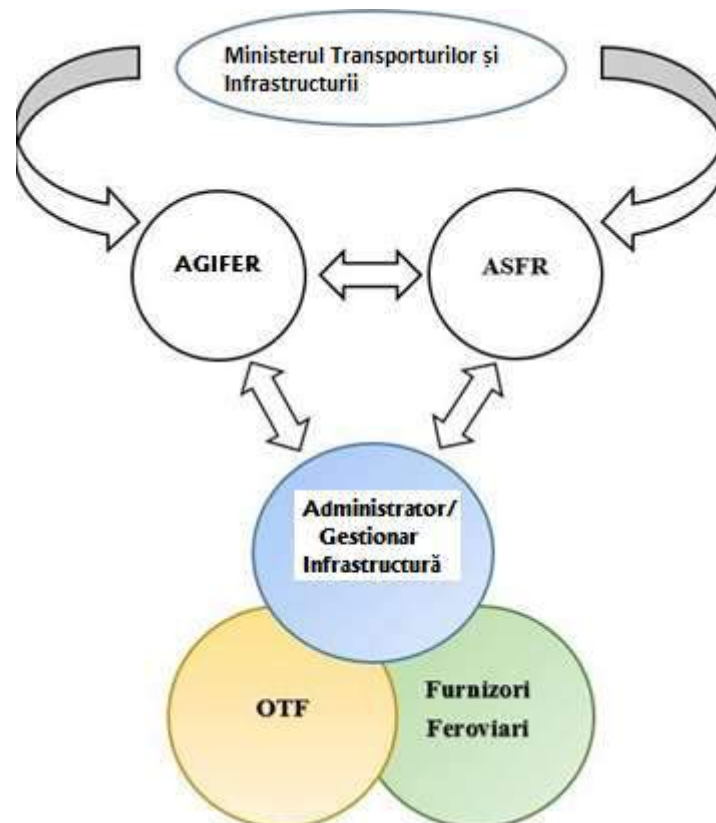 Ministerul Transporturilor și
Infrastructurii
AGIFER
ASFR
Administrator/
Gestionar
Infrastructură
OTF
Furnizori
Feroviari